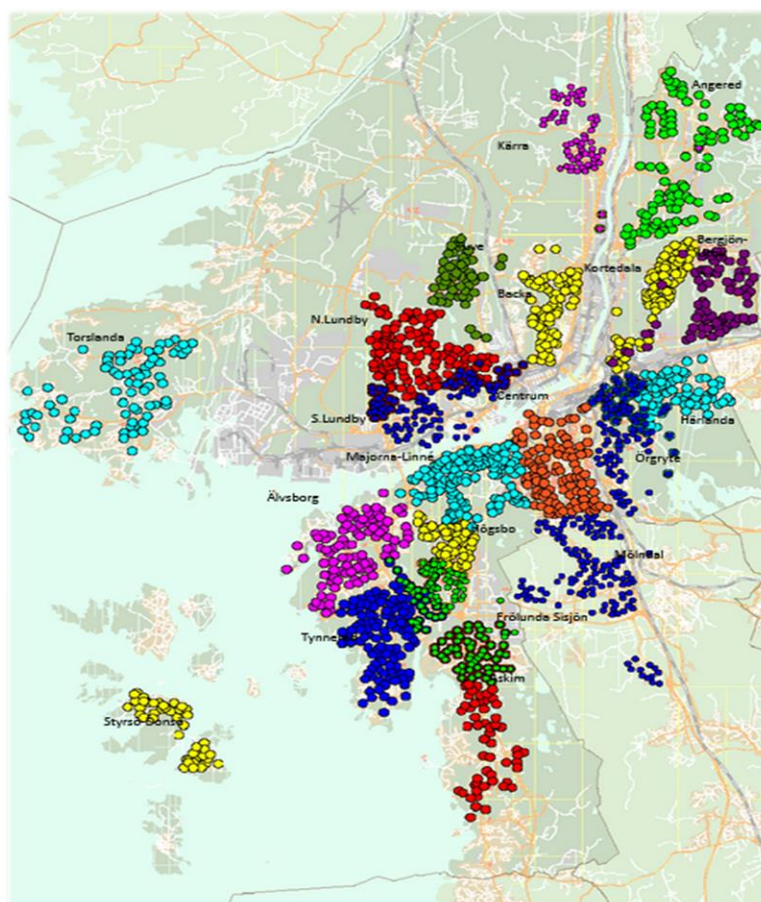 Angered
Kärra
Bergjön-
Kortedala
Backa
N.Lundby
Torslanda
Centrum
S.Lundby
Härlanda
Majorna-Linné
Örgryte
Älvsborg
Högsbo
Mölndal
Frölunda Sisjön
Askim
Styrsö-Donsö